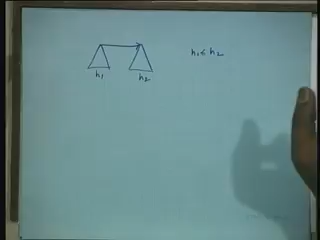 h₁ ≤ h₂
h₁ h₂